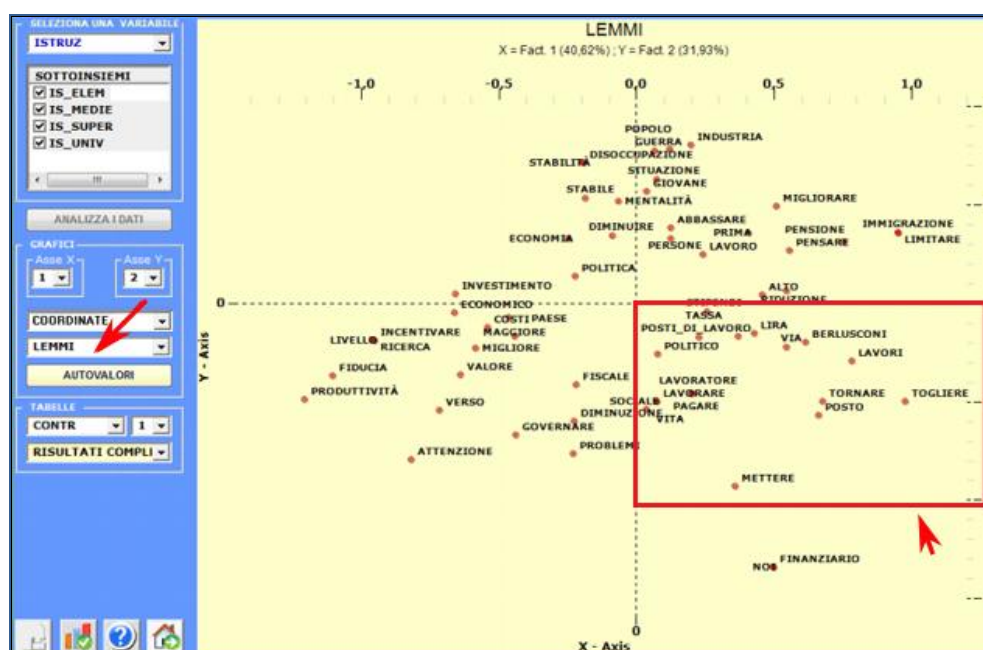 SELEZIONA UNA VARIABILE
ISTRUZ
SOTTOINSIEMI
IS_ELEM
IS_MEDIE
IS_SUPER
IS_UNIV
ANALIZZA I DATI
GRAFICI
Asse X
Asse Y
1
2
COORDINATE
LEMMI
AUTOVALORI
TABELLE
CONTR
1
RISULTATI COMPLI
LEMMI
X = Fact. 1 (40,62%) ; Y = Fact. 2 (31,93%)
-1,0 -0,5 0,0 0,5 1,0
POPOLO
GUERRA
INDUSTRIA
DISOCCUPAZIONE
STABILITÀ
SITUAZIONE
GIOVANE
STABILE
MENTALITÀ
MIGLIORARE
ABBASSARE
DIMINUIRE
PRIMA
PENSIONE
IMMIGRAZIONE
ECONOMIA
PERSONE
LAVORO
PENSARE
LIMITARE
POLITICA
INVESTIMENTO
ALTO
RIDUZIONE
0
ECONOMICO
TASSA
COSTI
PAESE
POSTI_DI_LAVORO
LIRA
INCENTIVARE
MAGGIORE
VIA
BERLUSCONI
LIVELLO
RICERCA
MIGLIORE
POLITICO
LAVORI
FIDUCIA
VALORE
FISCALE
LAVORATORE
PRODUTTIVITÀ
VERSO
SOCIALE
LAVORARE
TORNARE
TOGLIERE
DIMINUZIONE
PAGARE
POSTO
GOVERNARE
VITA
ATTENZIONE
PROBLEMI
METTERE
NOI
FINANZIARIO
0
Y - Axis
X - Axis